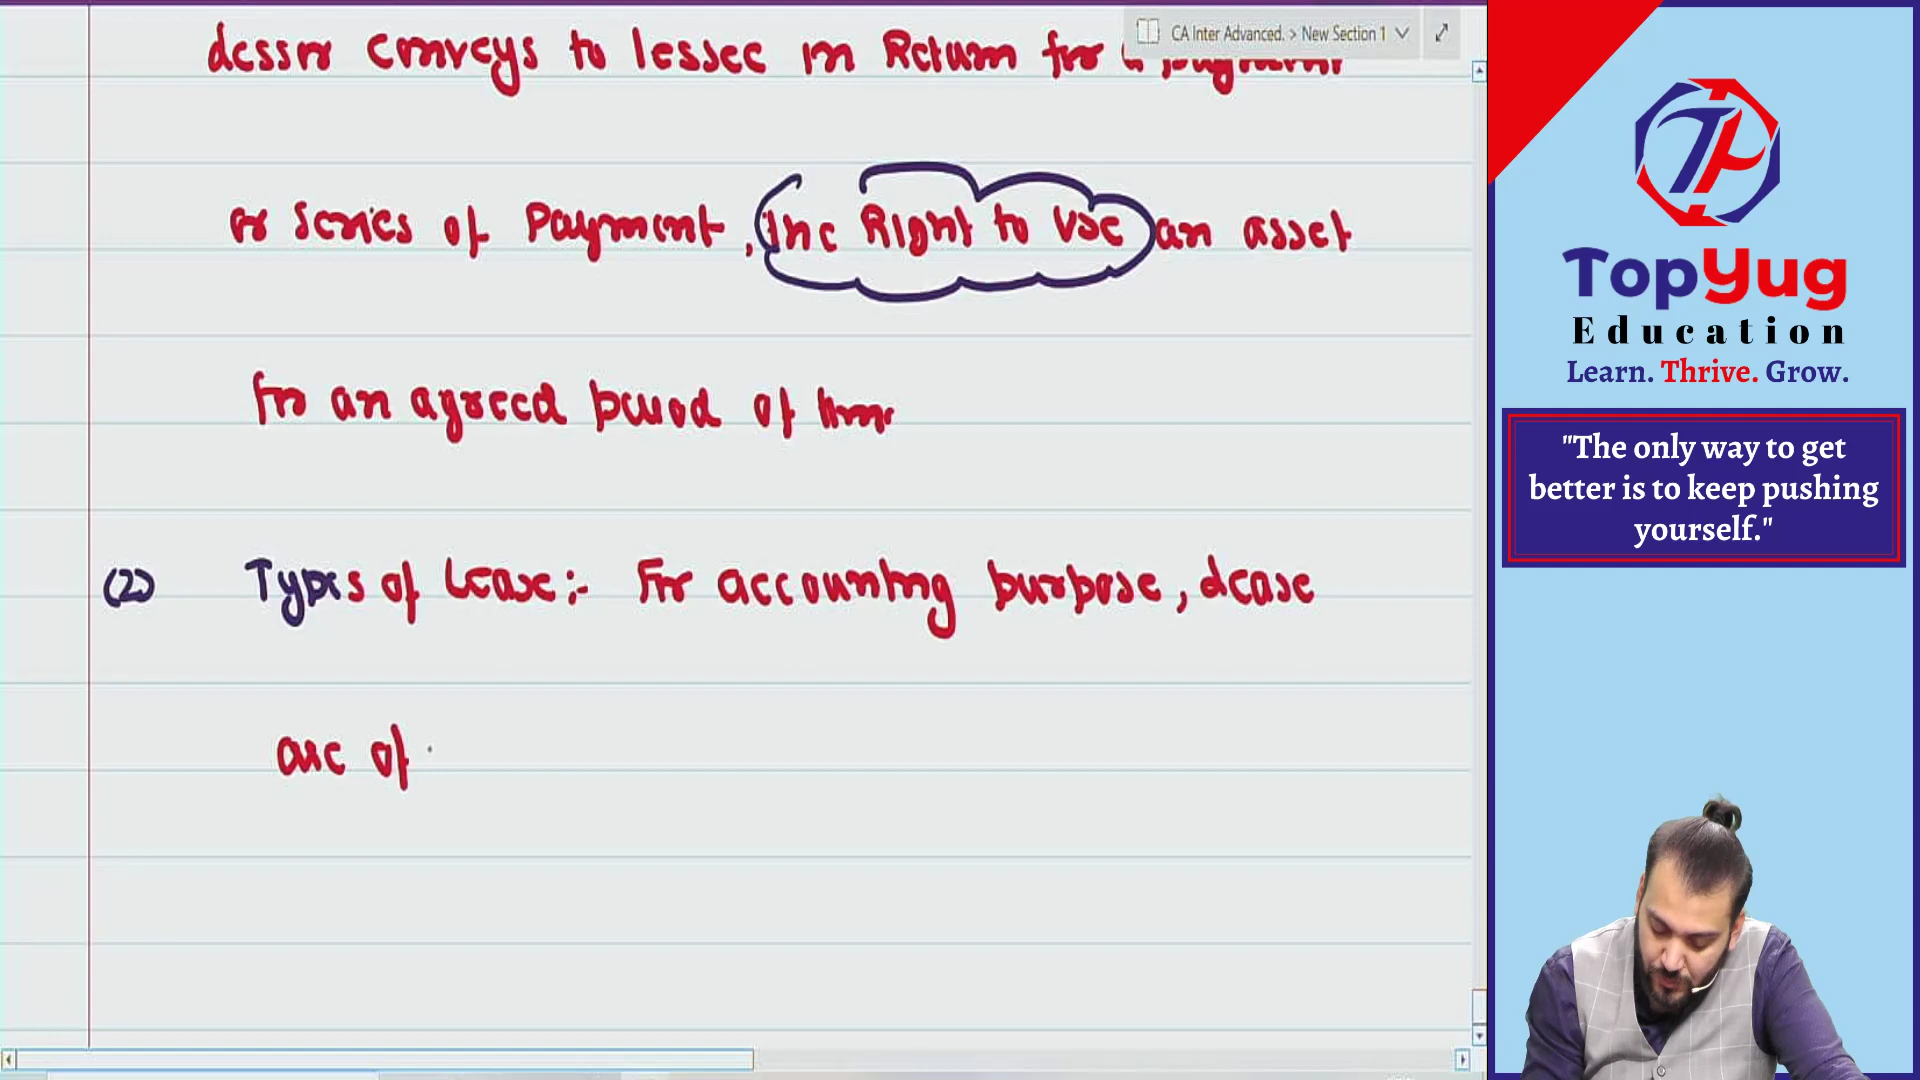 CA Inter Advanced. > New Section 1
Lessor conveys to lessee in Return for a payment
or Series of Payment, the Right to Use an asset
for an agreed period of time
(2) Types of Lease:- For accounting purpose, Lease
are of
TopYug
Education
Learn. Thrive. Grow.
"The only way to get
better is to keep pushing
yourself."